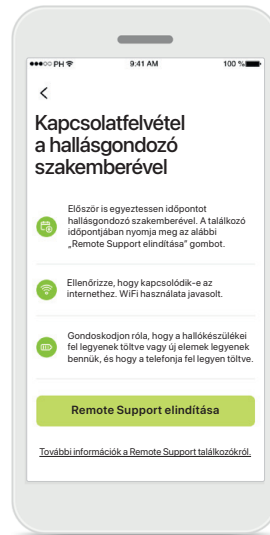 ●●●○○ PH 9:41 AM 100 %
Kapcsolatfelvétel
a hallásgondozó
szakemberével
Először is egyeztessen időpontot
hallásgondozó szakemberével. A találkozó
időpontjában nyomja meg az alábbi
„Remote Support elindítása” gombot.
Ellenőrizze, hogy kapcsolódik-e az
internethez. WiFi használata javasolt.
Gondoskodjon róla, hogy a hallókészülékei
fel legyenek töltve vagy új elemek legyenek
bennük, és hogy a telefonja fel legyen töltve.
Remote Support elindítása
További információk a Remote Support találkozókról.